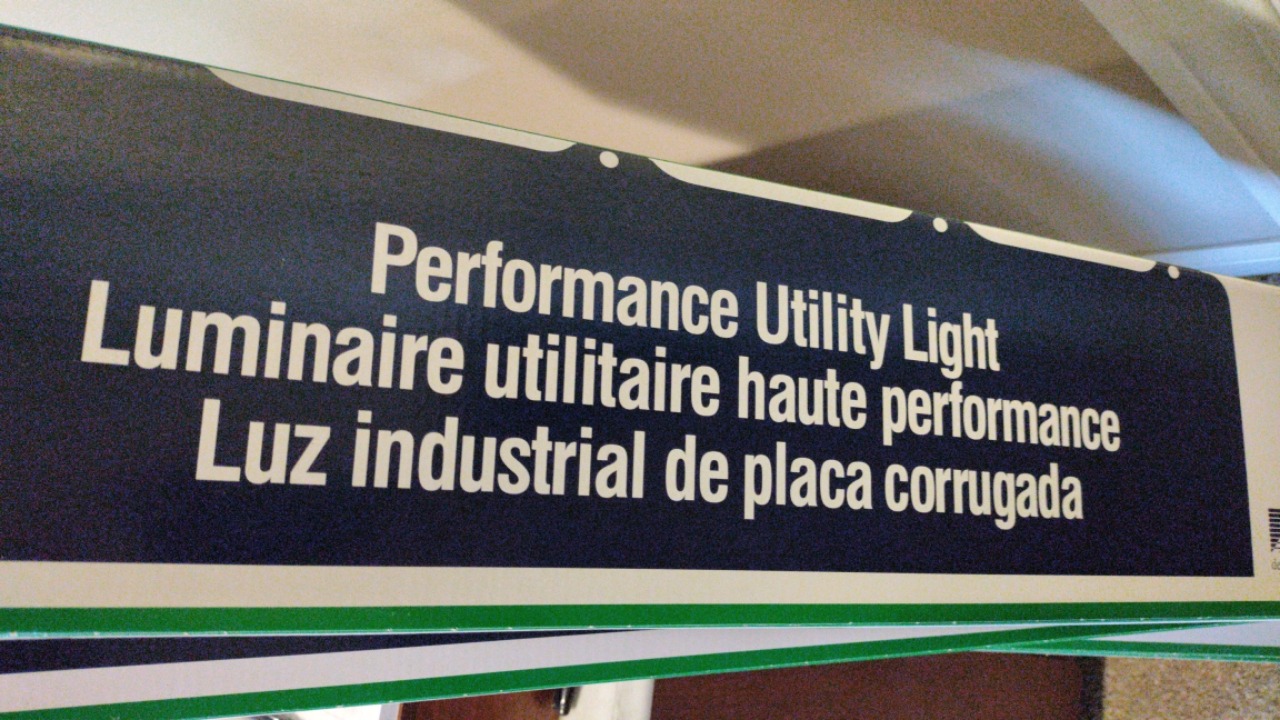 Performance Utility Light
Luminaire utilitaire haute performance
Luz industrial de placa corrugada